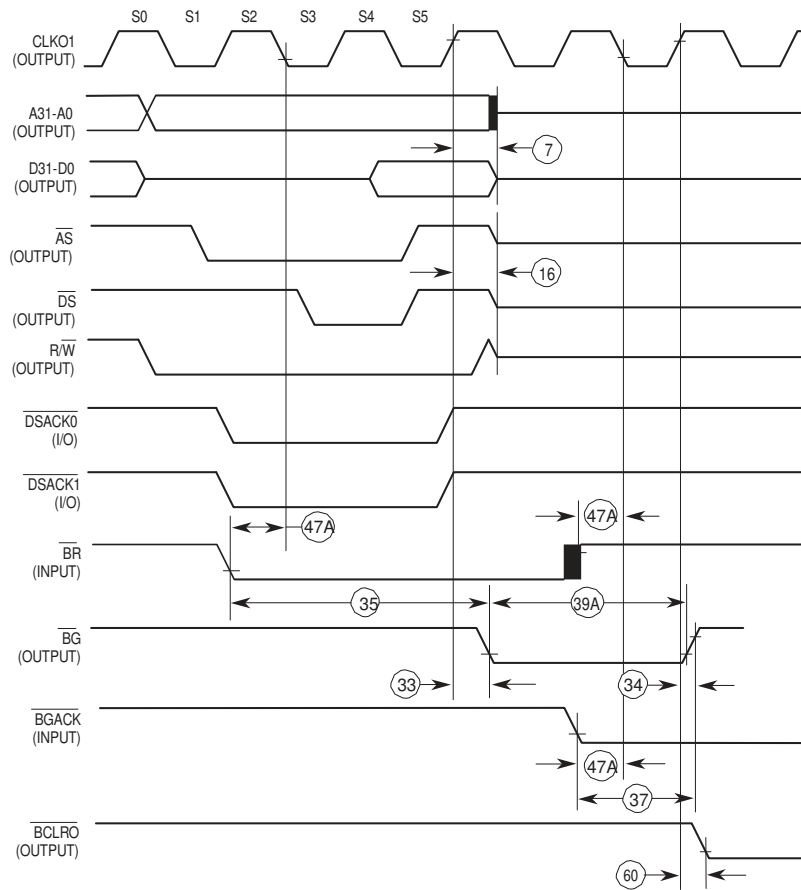 S0 S1 S2 S3 S4 S5
CLKO1
(OUTPUT)
A31-A0
(OUTPUT)
7
D31-D0
(OUTPUT)
AS
(OUTPUT)
16
DS
(OUTPUT)
R/W
(OUTPUT)
DSACK0
(I/O)
DSACK1
(I/O)
47A
47A
BR
(INPUT)
35
39A
BG
(OUTPUT)
33
34
BGACK
(INPUT)
47A
37
BCLRO
(OUTPUT)
60